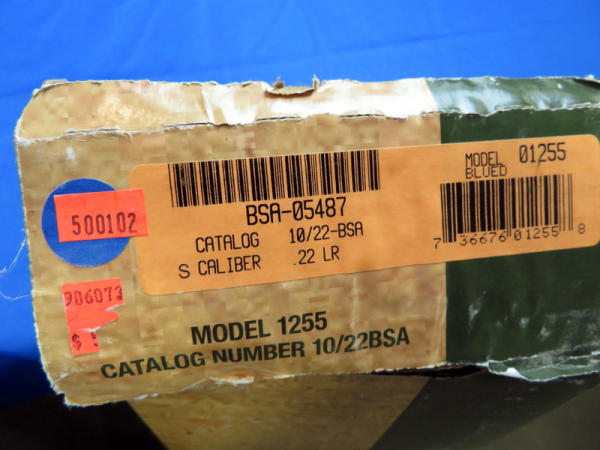 BSA-05487
CATALOG 10/22-BSA
S CALIBER .22 LR
MODEL 01255
BLUED
7 36676 01255 8
500102
906073
$
MODEL 1255
CATALOG NUMBER 10/22BSA